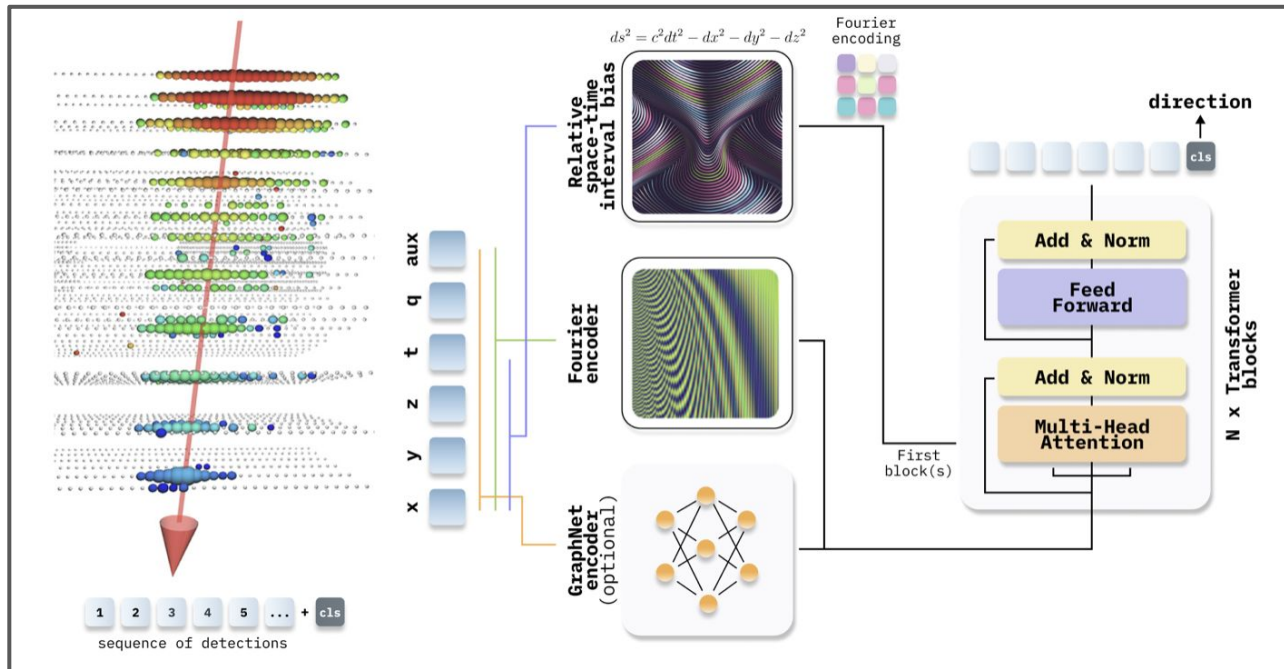 ds² = c²dt² − dx² − dy² − dz²
Fourier
encoding
Relative
space-time
interval bias
aux
q
t
z
y
x
Fourier
encoder
GraphNet
encoder
(optional)
1 2 3 4 5 ... + cls
sequence of detections
direction
cls
Add & Norm
Feed
Forward
Add & Norm
Multi-Head
Attention
First
block(s)
N x Transformer
blocks